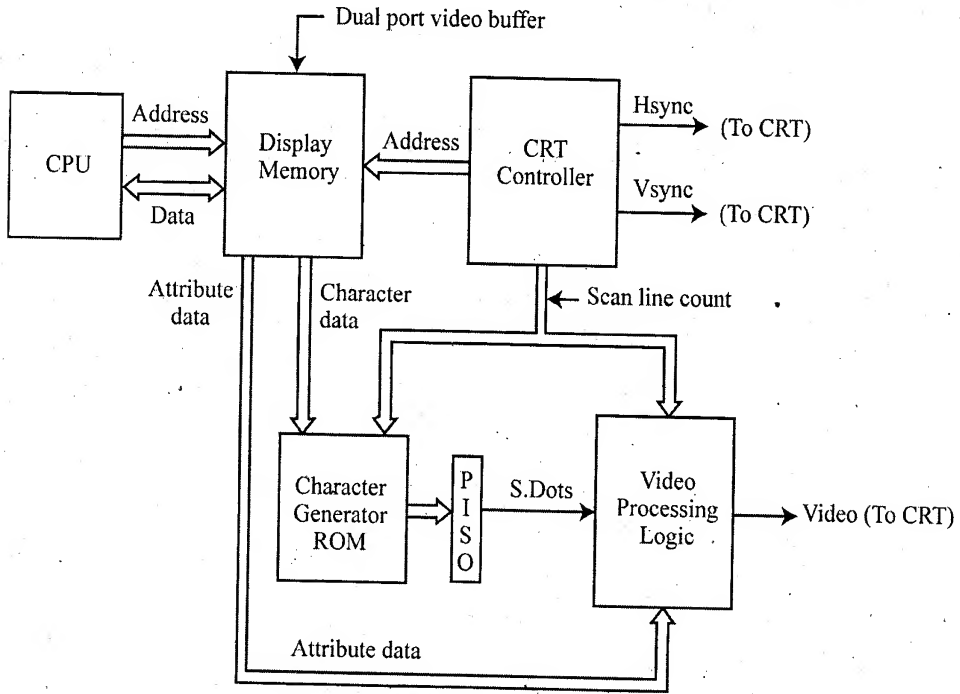 Dual port video buffer
CPU
Address
Data
Display
Memory
Address
CRT
Controller
Hsync
(To CRT)
Vsync
(To CRT)
Attribute
data
Character
data
Scan line count
Character
Generator
ROM
P
I
S
O
S.Dots
Video
Processing
Logic
Video (To CRT)
Attribute data